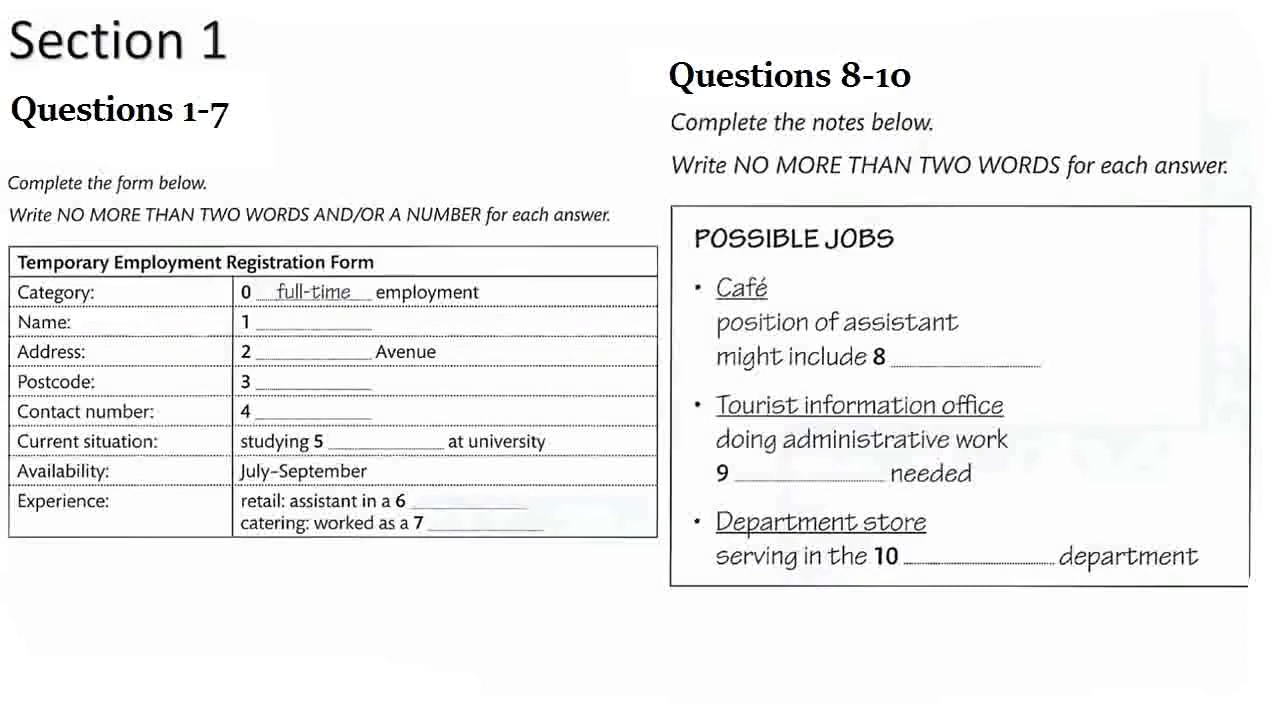 Section 1
Questions 1-7
Complete the form below.
Write NO MORE THAN TWO WORDS AND/OR A NUMBER for each answer.
Temporary Employment Registration Form
Category: 0 full-time employment
Name: 1
Address: 2 Avenue
Postcode: 3
Contact number: 4
Current situation: studying 5 at university
Availability: July–September
Experience: retail: assistant in a 6
catering: worked as a 7
Questions 8-10
Complete the notes below.
Write NO MORE THAN TWO WORDS for each answer.
POSSIBLE JOBS
• Café
position of assistant
might include 8
• Tourist information office
doing administrative work
9 needed
• Department store
serving in the 10 department